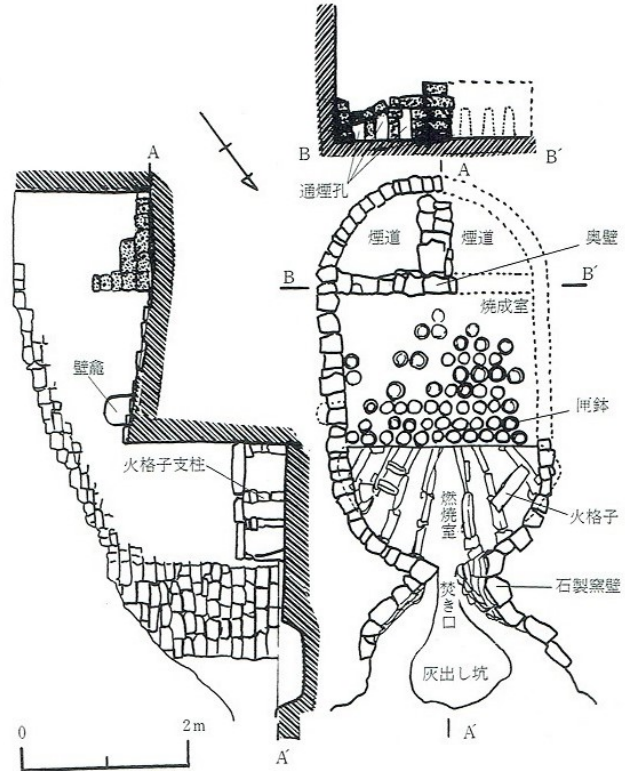 B
B′
A
通煙孔
A
煙道
煙道
奥壁
B
B′
焼成室
壁龕
匣鉢
火格子支柱
燃焼室
火格子
焚き口
石製窯壁
灰出し坑
0
2m
A′
A′